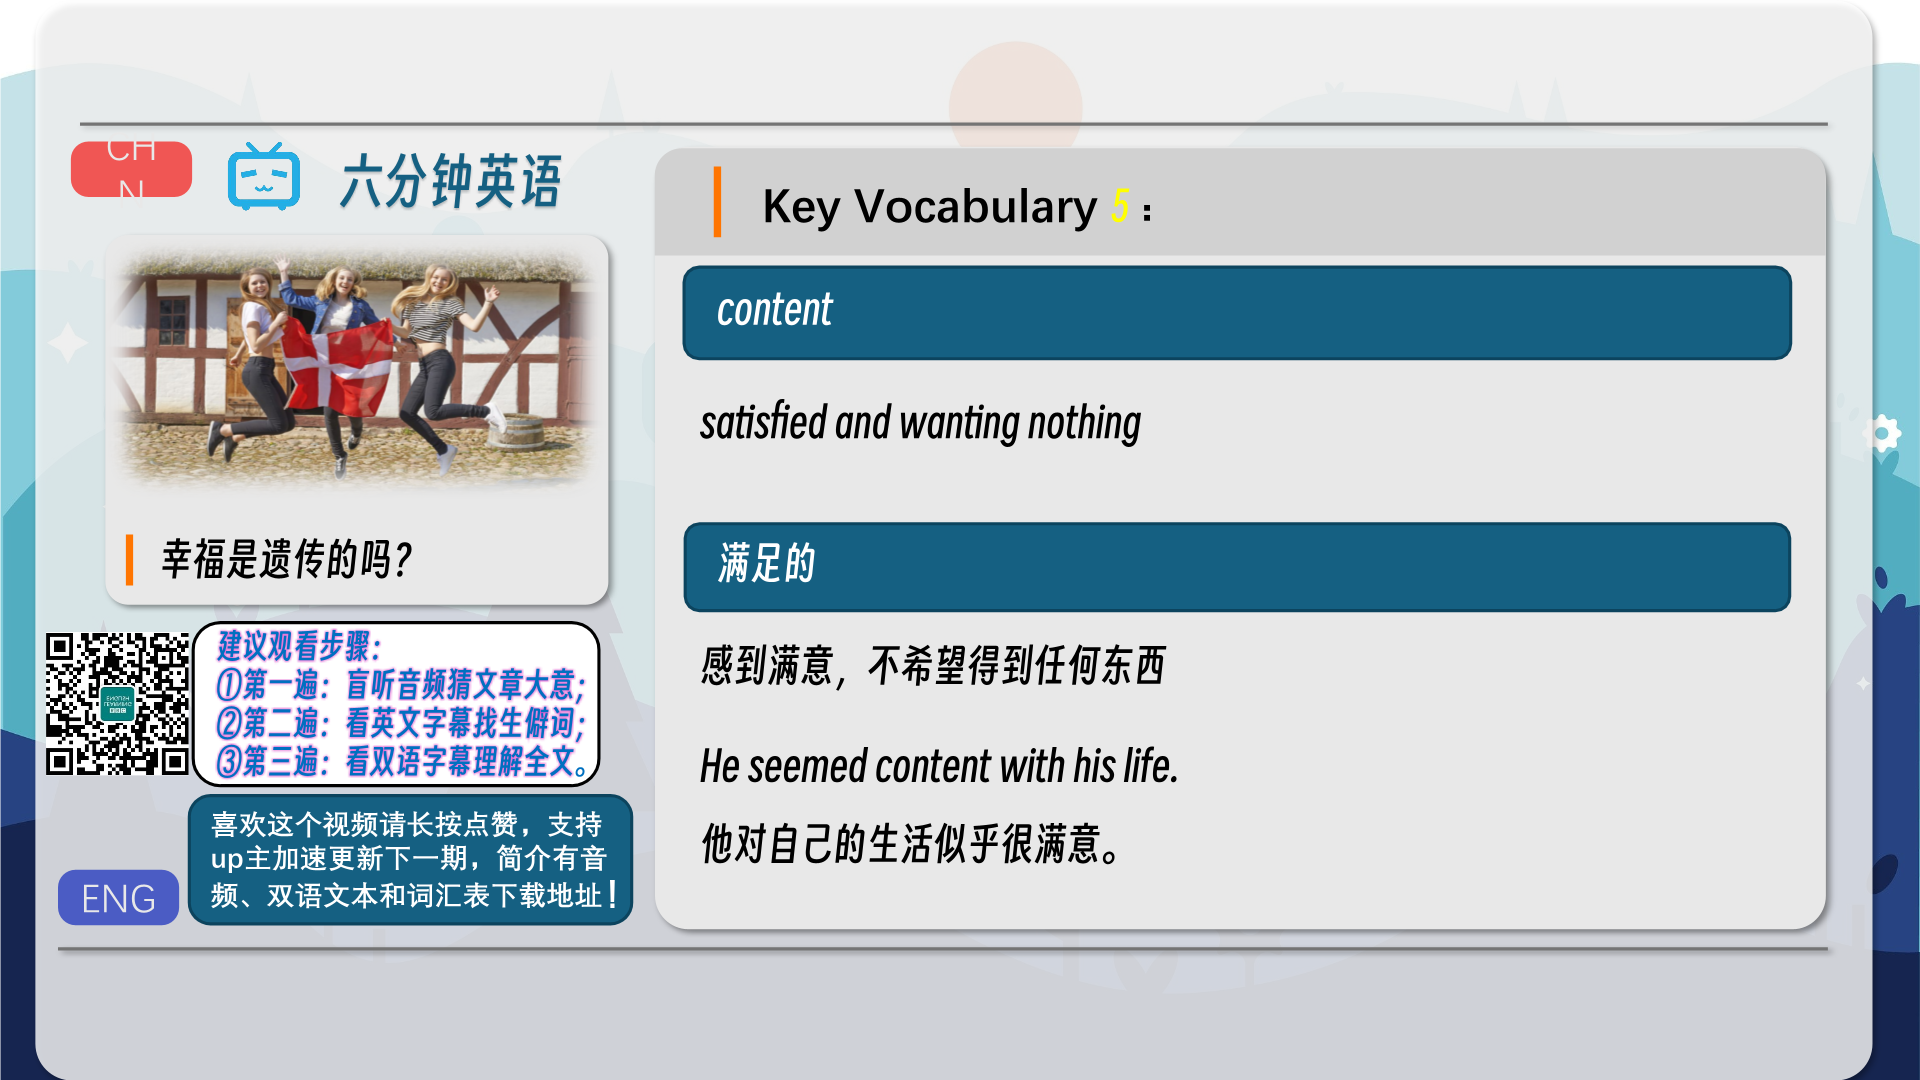 CH
N
六分钟英语
幸福是遗传的吗?
建议观看步骤:
①第一遍：盲听音频猜文章大意;
②第二遍：看英文字幕找生僻词;
③第三遍：看双语字幕理解全文。
喜欢这个视频请长按点赞，支持
up主加速更新下一期，简介有音
频、双语文本和词汇表下载地址！
ENG
Key Vocabulary 5：
content
satisfied and wanting nothing
满足的
感到满意，不希望得到任何东西
He seemed content with his life.
他对自己的生活似乎很满意。